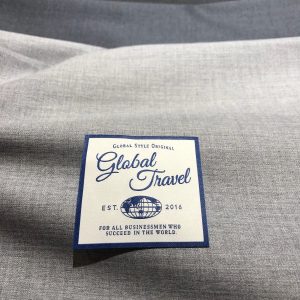 GLOBAL STYLE ORIGINAL
Global
Travel
EST. 2016
FOR ALL BUSINESSMEN WHO
SUCCEED IN THE WORLD.